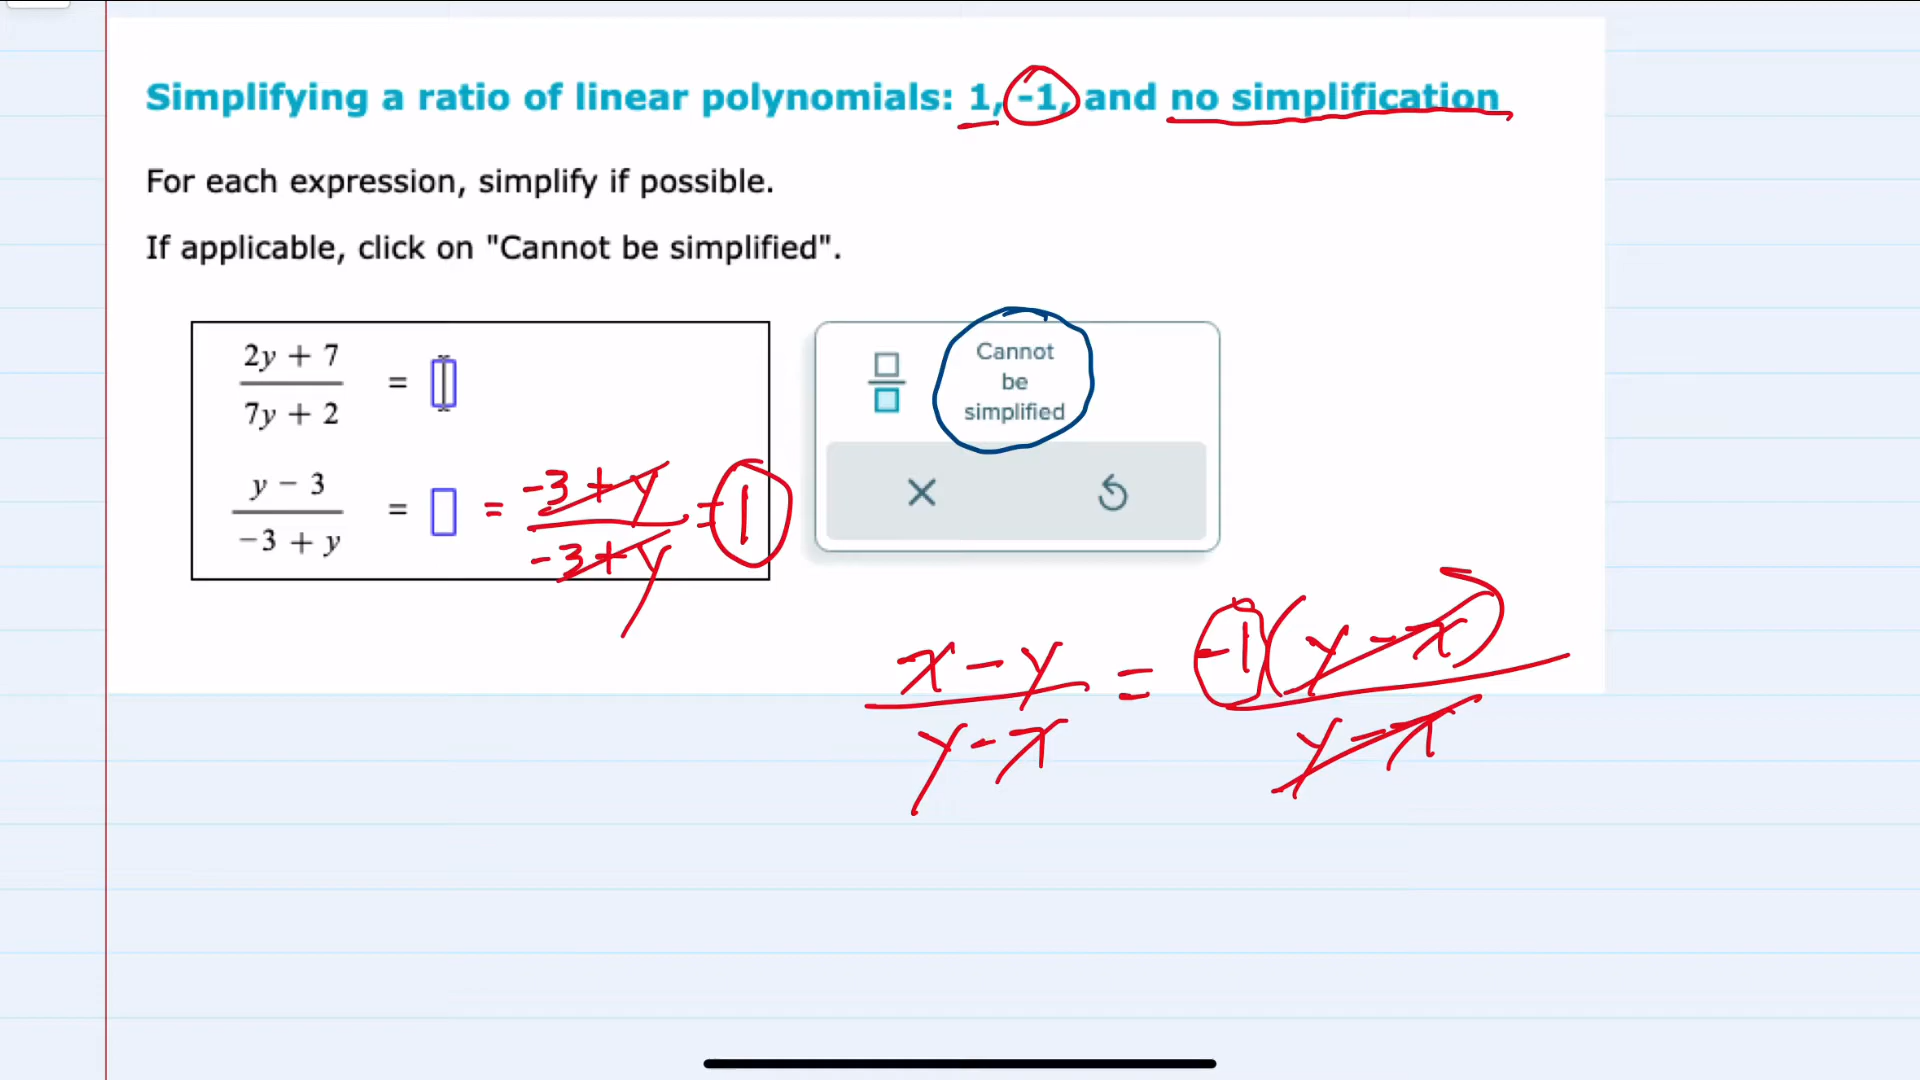 Simplifying a ratio of linear polynomials: 1, -1, and no simplification
For each expression, simplify if possible.
If applicable, click on "Cannot be simplified".
2y + 7
7y + 2
=
y − 3
−3 + y
= = -3 + y
-3 + y
= 1
Cannot
be
simplified
x - y
y - x
= -1(y - x)
y - x